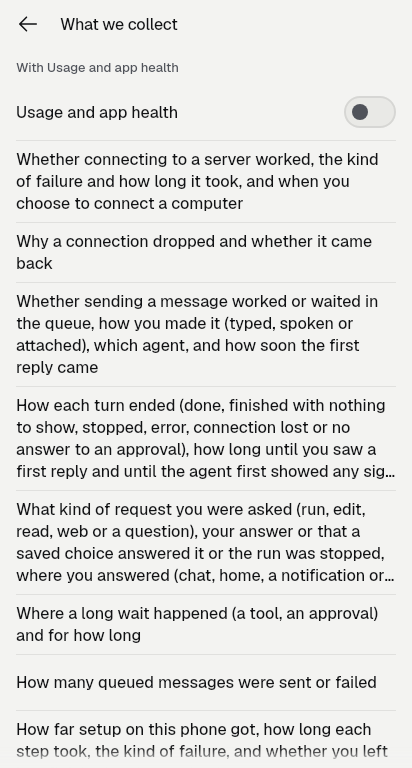 What we collect
With Usage and app health
Usage and app health
Whether connecting to a server worked, the kind
of failure and how long it took, and when you
choose to connect a computer
Why a connection dropped and whether it came
back
Whether sending a message worked or waited in
the queue, how you made it (typed, spoken or
attached), which agent, and how soon the first
reply came
How each turn ended (done, finished with nothing
to show, stopped, error, connection lost or no
answer to an approval), how long until you saw a
first reply and until the agent first showed any sig…
What kind of request you were asked (run, edit,
read, web or a question), your answer or that a
saved choice answered it or the run was stopped,
where you answered (chat, home, a notification or…
Where a long wait happened (a tool, an approval)
and for how long
How many queued messages were sent or failed
How far setup on this phone got, how long each
step took, the kind of failure, and whether you left